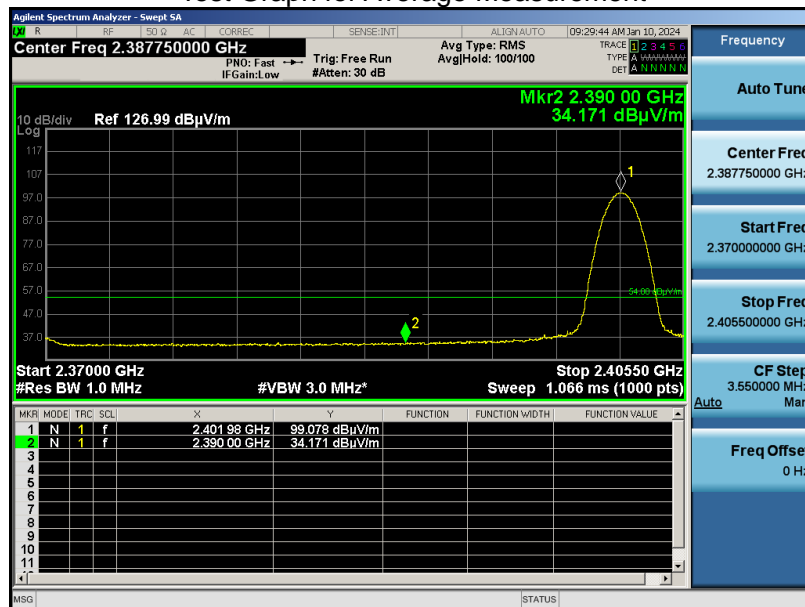 Test Graph for Average Measurement
Agilent Spectrum Analyzer - Swept SA
LXI R RF 50 Ω AC CORREC SENSE:INT ALIGN AUTO 09:29:44 AM Jan 10, 2024
Center Freq 2.387750000 GHz
PNO: Fast
IFGain:Low
Trig: Free Run
#Atten: 30 dB
Avg Type: RMS
Avg|Hold: 100/100
TRACE 1 2 3 4 5 6
TYPE A WWWWW
DET A N N N N N
Mkr2 2.390 00 GHz
34.171 dBµV/m
10 dB/div Ref 126.99 dBµV/m
Log
117
107
97.0
87.0
77.0
67.0
57.0
47.0
37.0
1
2
54.00 dBµV/m
Start 2.37000 GHz Stop 2.40550 GHz
#Res BW 1.0 MHz #VBW 3.0 MHz* Sweep 1.066 ms (1000 pts)
MKR MODE TRC SCL X Y FUNCTION FUNCTION WIDTH FUNCTION VALUE
1 N 1 f 2.401 98 GHz 99.078 dBµV/m
2 N 1 f 2.390 00 GHz 34.171 dBµV/m
3
4
5
6
7
8
9
10
11
MSG STATUS
Frequency
Auto Tune
Center Freq
2.387750000 GHz
Start Freq
2.370000000 GHz
Stop Freq
2.405500000 GHz
CF Step
3.550000 MHz
Auto Man
Freq Offset
0 Hz